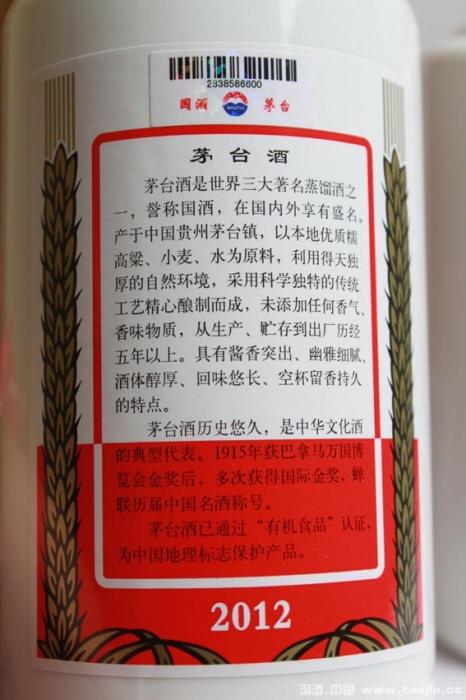 2338586600
国酒 MOUTAI 茅台
茅台酒
茅台酒是世界三大著名蒸馏酒之
一，誉称国酒，在国内外享有盛名。
产于中国贵州茅台镇，以本地优质糯
高粱、小麦、水为原料，利用得天独
厚的自然环境，采用科学独特的传统
工艺精心酿制而成，未添加任何香气、
香味物质，从生产、贮存到出厂历经
五年以上。具有酱香突出、幽雅细腻、
酒体醇厚、回味悠长、空杯留香持久
的特点。
茅台酒历史悠久，是中华文化酒
的典型代表。1915年获巴拿马万国博
览会金奖后，多次获得国际金奖，蝉
联历届中国名酒称号。
茅台酒已通过“有机食品”认证，
为中国地理标志保护产品。
2012
淘酒.中国 www.taojiu.cc